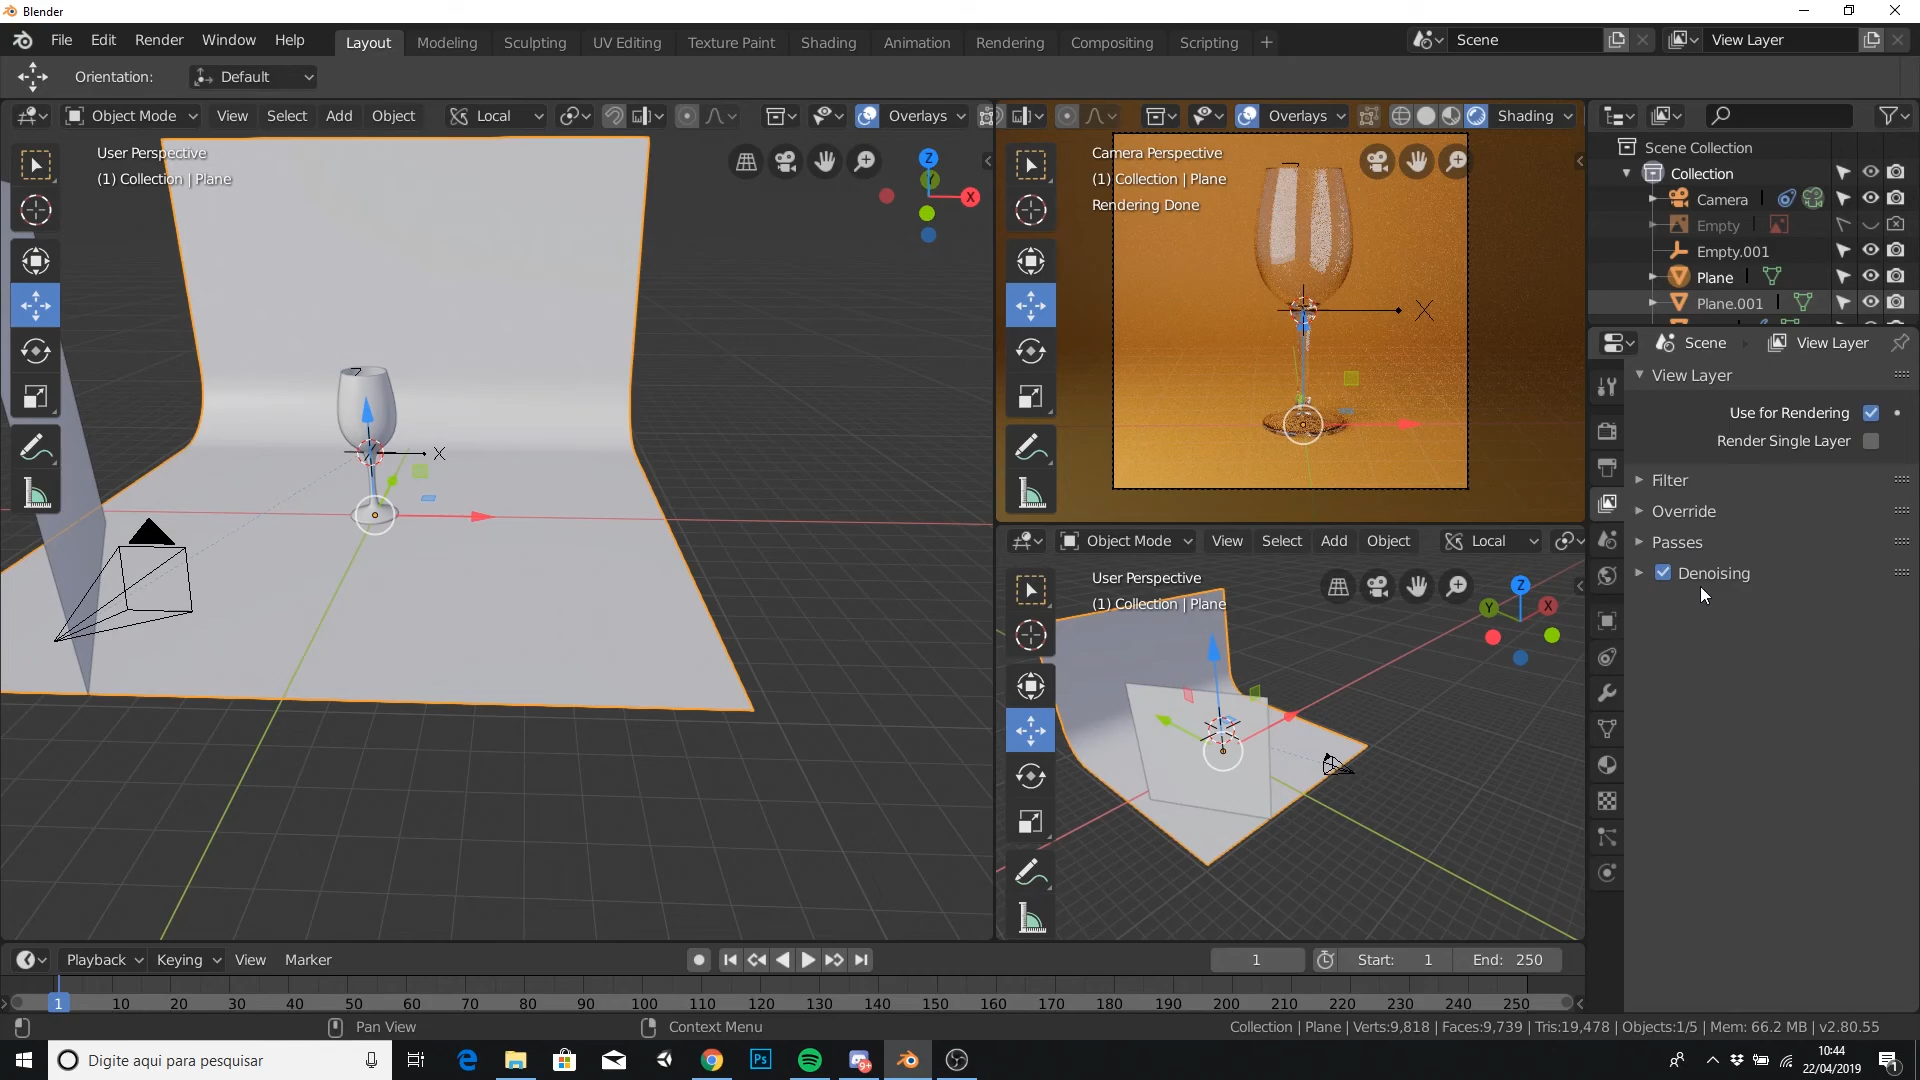 Blender
File Edit Render Window Help Layout Modeling Sculpting UV Editing Texture Paint Shading Animation Rendering Compositing Scripting + Scene View Layer
Orientation: Default
Object Mode View Select Add Object Local Overlays
Overlays Shading
User Perspective
(1) Collection | Plane
Z
Y
X
Camera Perspective
(1) Collection | Plane
Rendering Done
Scene Collection
Collection
Camera
Empty
Empty.001
Plane
Plane.001
Scene View Layer
View Layer
Use for Rendering
Render Single Layer
Filter
Override
Passes
Denoising
Object Mode View Select Add Object Local
User Perspective
(1) Collection | Plane
Z
Y
X
Playback Keying View Marker 1 Start: 1 End: 250
1 10 20 30 40 50 60 70 80 90 100 110 120 130 140 150 160 170 180 190 200 210 220 230 240 250
Pan View Context Menu Collection | Plane | Verts:9,818 | Faces:9,739 | Tris:19,478 | Objects:1/5 | Mem: 66.2 MB | v2.80.55
Digite aqui para pesquisar
Ps
9+
10:44
22/04/2019
1